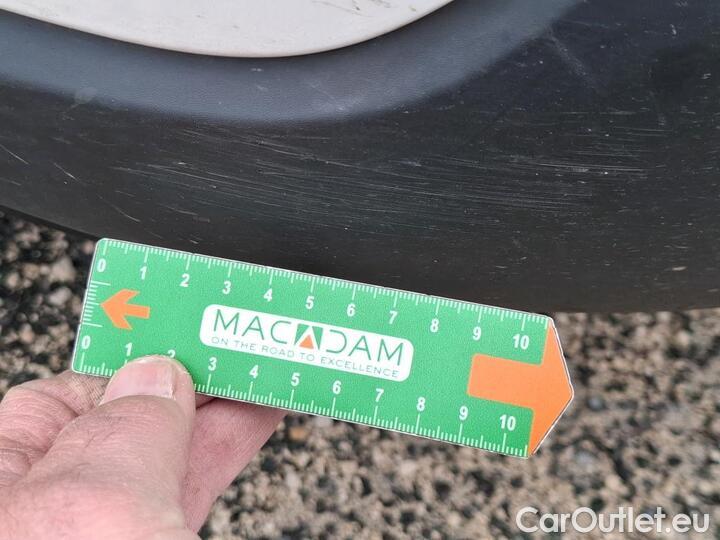 0 1 2 3 4 5 6 7 8 9 10
MACADAM
ON THE ROAD TO EXCELLENCE
0 1 2 3 4 5 6 7 8 9 10
CarOutlet.eu